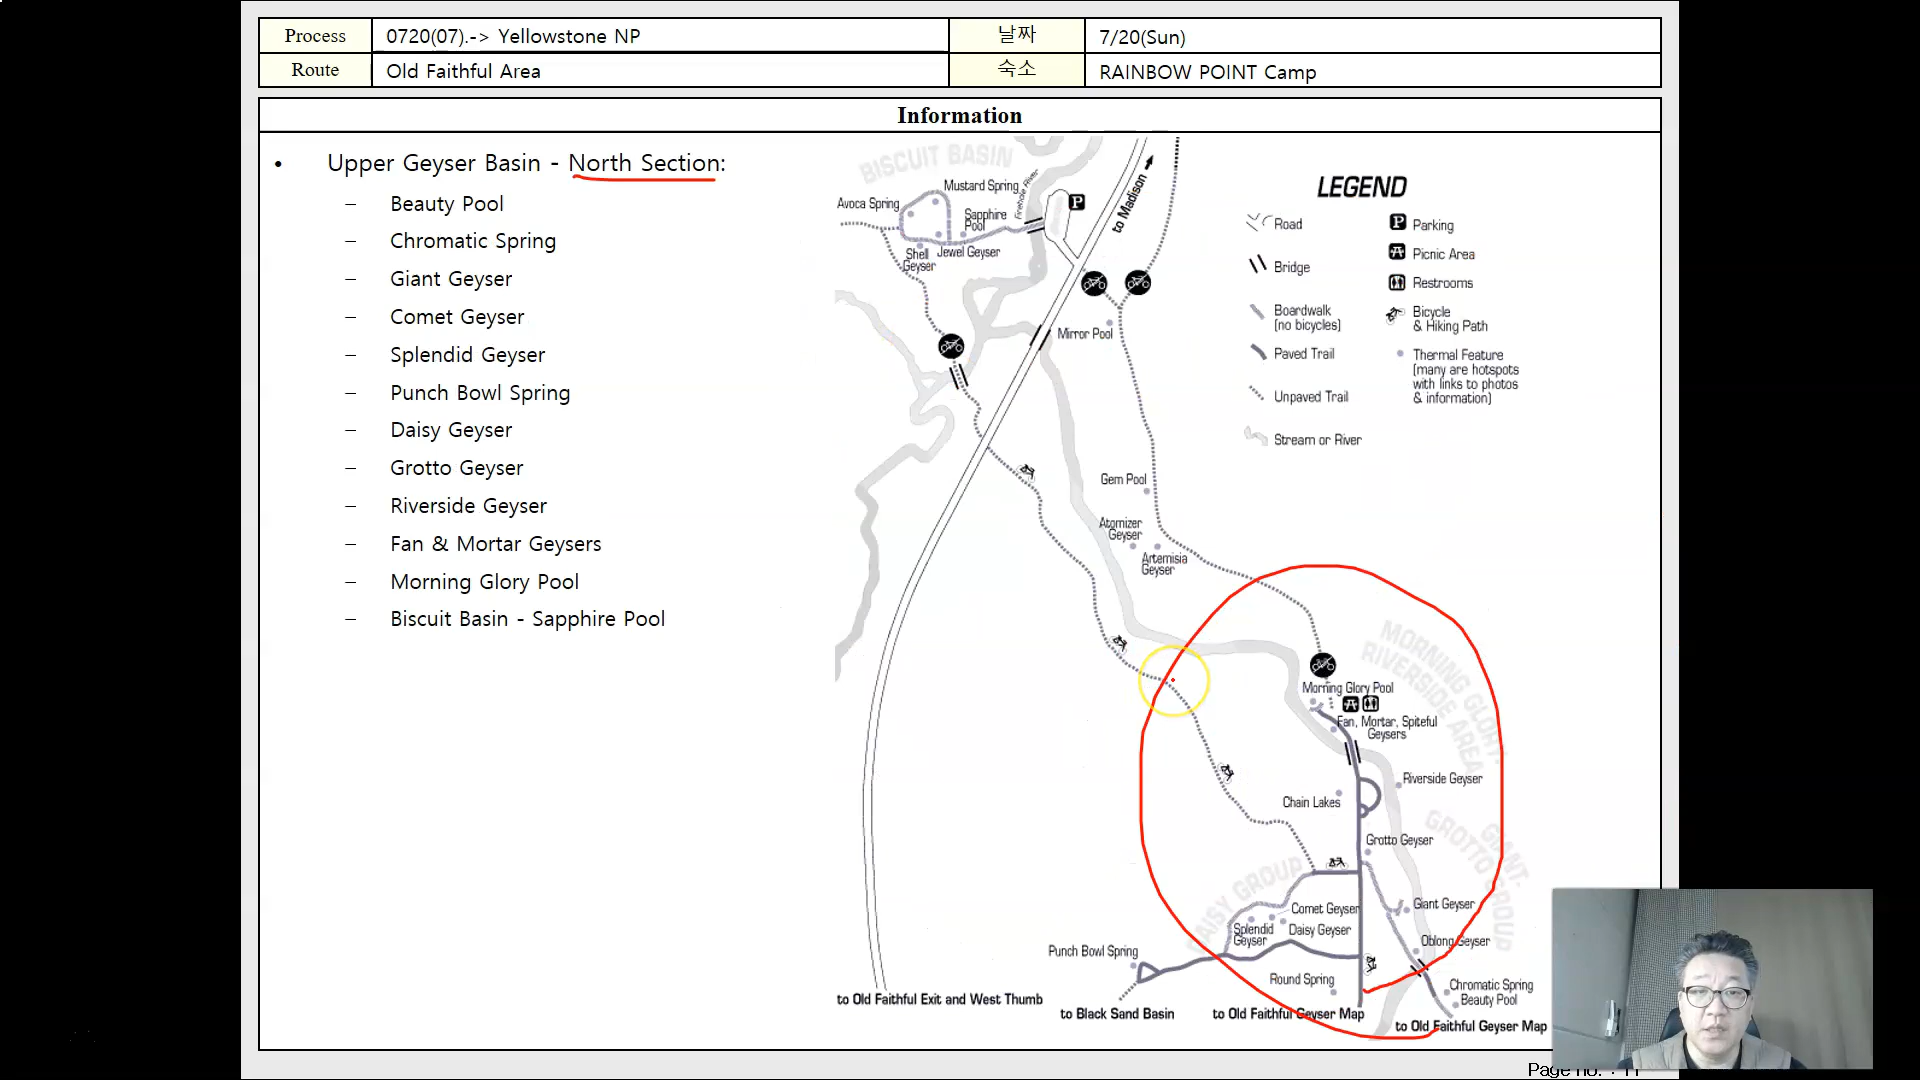 Process
0720(07).-> Yellowstone NP
날짜
7/20(Sun)
Route
Old Faithful Area
숙소
RAINBOW POINT Camp
Information
• Upper Geyser Basin - North Section:
– Beauty Pool
– Chromatic Spring
– Giant Geyser
– Comet Geyser
– Splendid Geyser
– Punch Bowl Spring
– Daisy Geyser
– Grotto Geyser
– Riverside Geyser
– Fan & Mortar Geysers
– Morning Glory Pool
– Biscuit Basin - Sapphire Pool
BISCUIT BASIN
Mustard Spring
Firehole River
Avoca Spring
Sapphire
Pool
Shell
Geyser
Jewel Geyser
P
to Madison
Mirror Pool
LEGEND
Road
Bridge
Boardwalk
[no bicycles]
Paved Trail
Unpaved Trail
Stream or River
P Parking
Picnic Area
Restrooms
Bicycle
& Hiking Path
Thermal Feature
[many are hotspots
with links to photos
& information]
Gem Pool
Atomizer
Geyser
Artemisia
Geyser
MORNING GLORY-
RIVERSIDE AREA
Morning Glory Pool
Fan, Mortar, Spiteful
Geysers
Riverside Geyser
Chain Lakes
Grotto Geyser
GIANT-
GROTTO GROUP
DAISY GROUP
Comet Geyser
Giant Geyser
Splendid
Geyser
Daisy Geyser
Oblong Geyser
Punch Bowl Spring
Round Spring
Chromatic Spring
Beauty Pool
to Old Faithful Exit and West Thumb
to Black Sand Basin
to Old Faithful Geyser Map
to Old Faithful Geyser Map
Page no. : 11